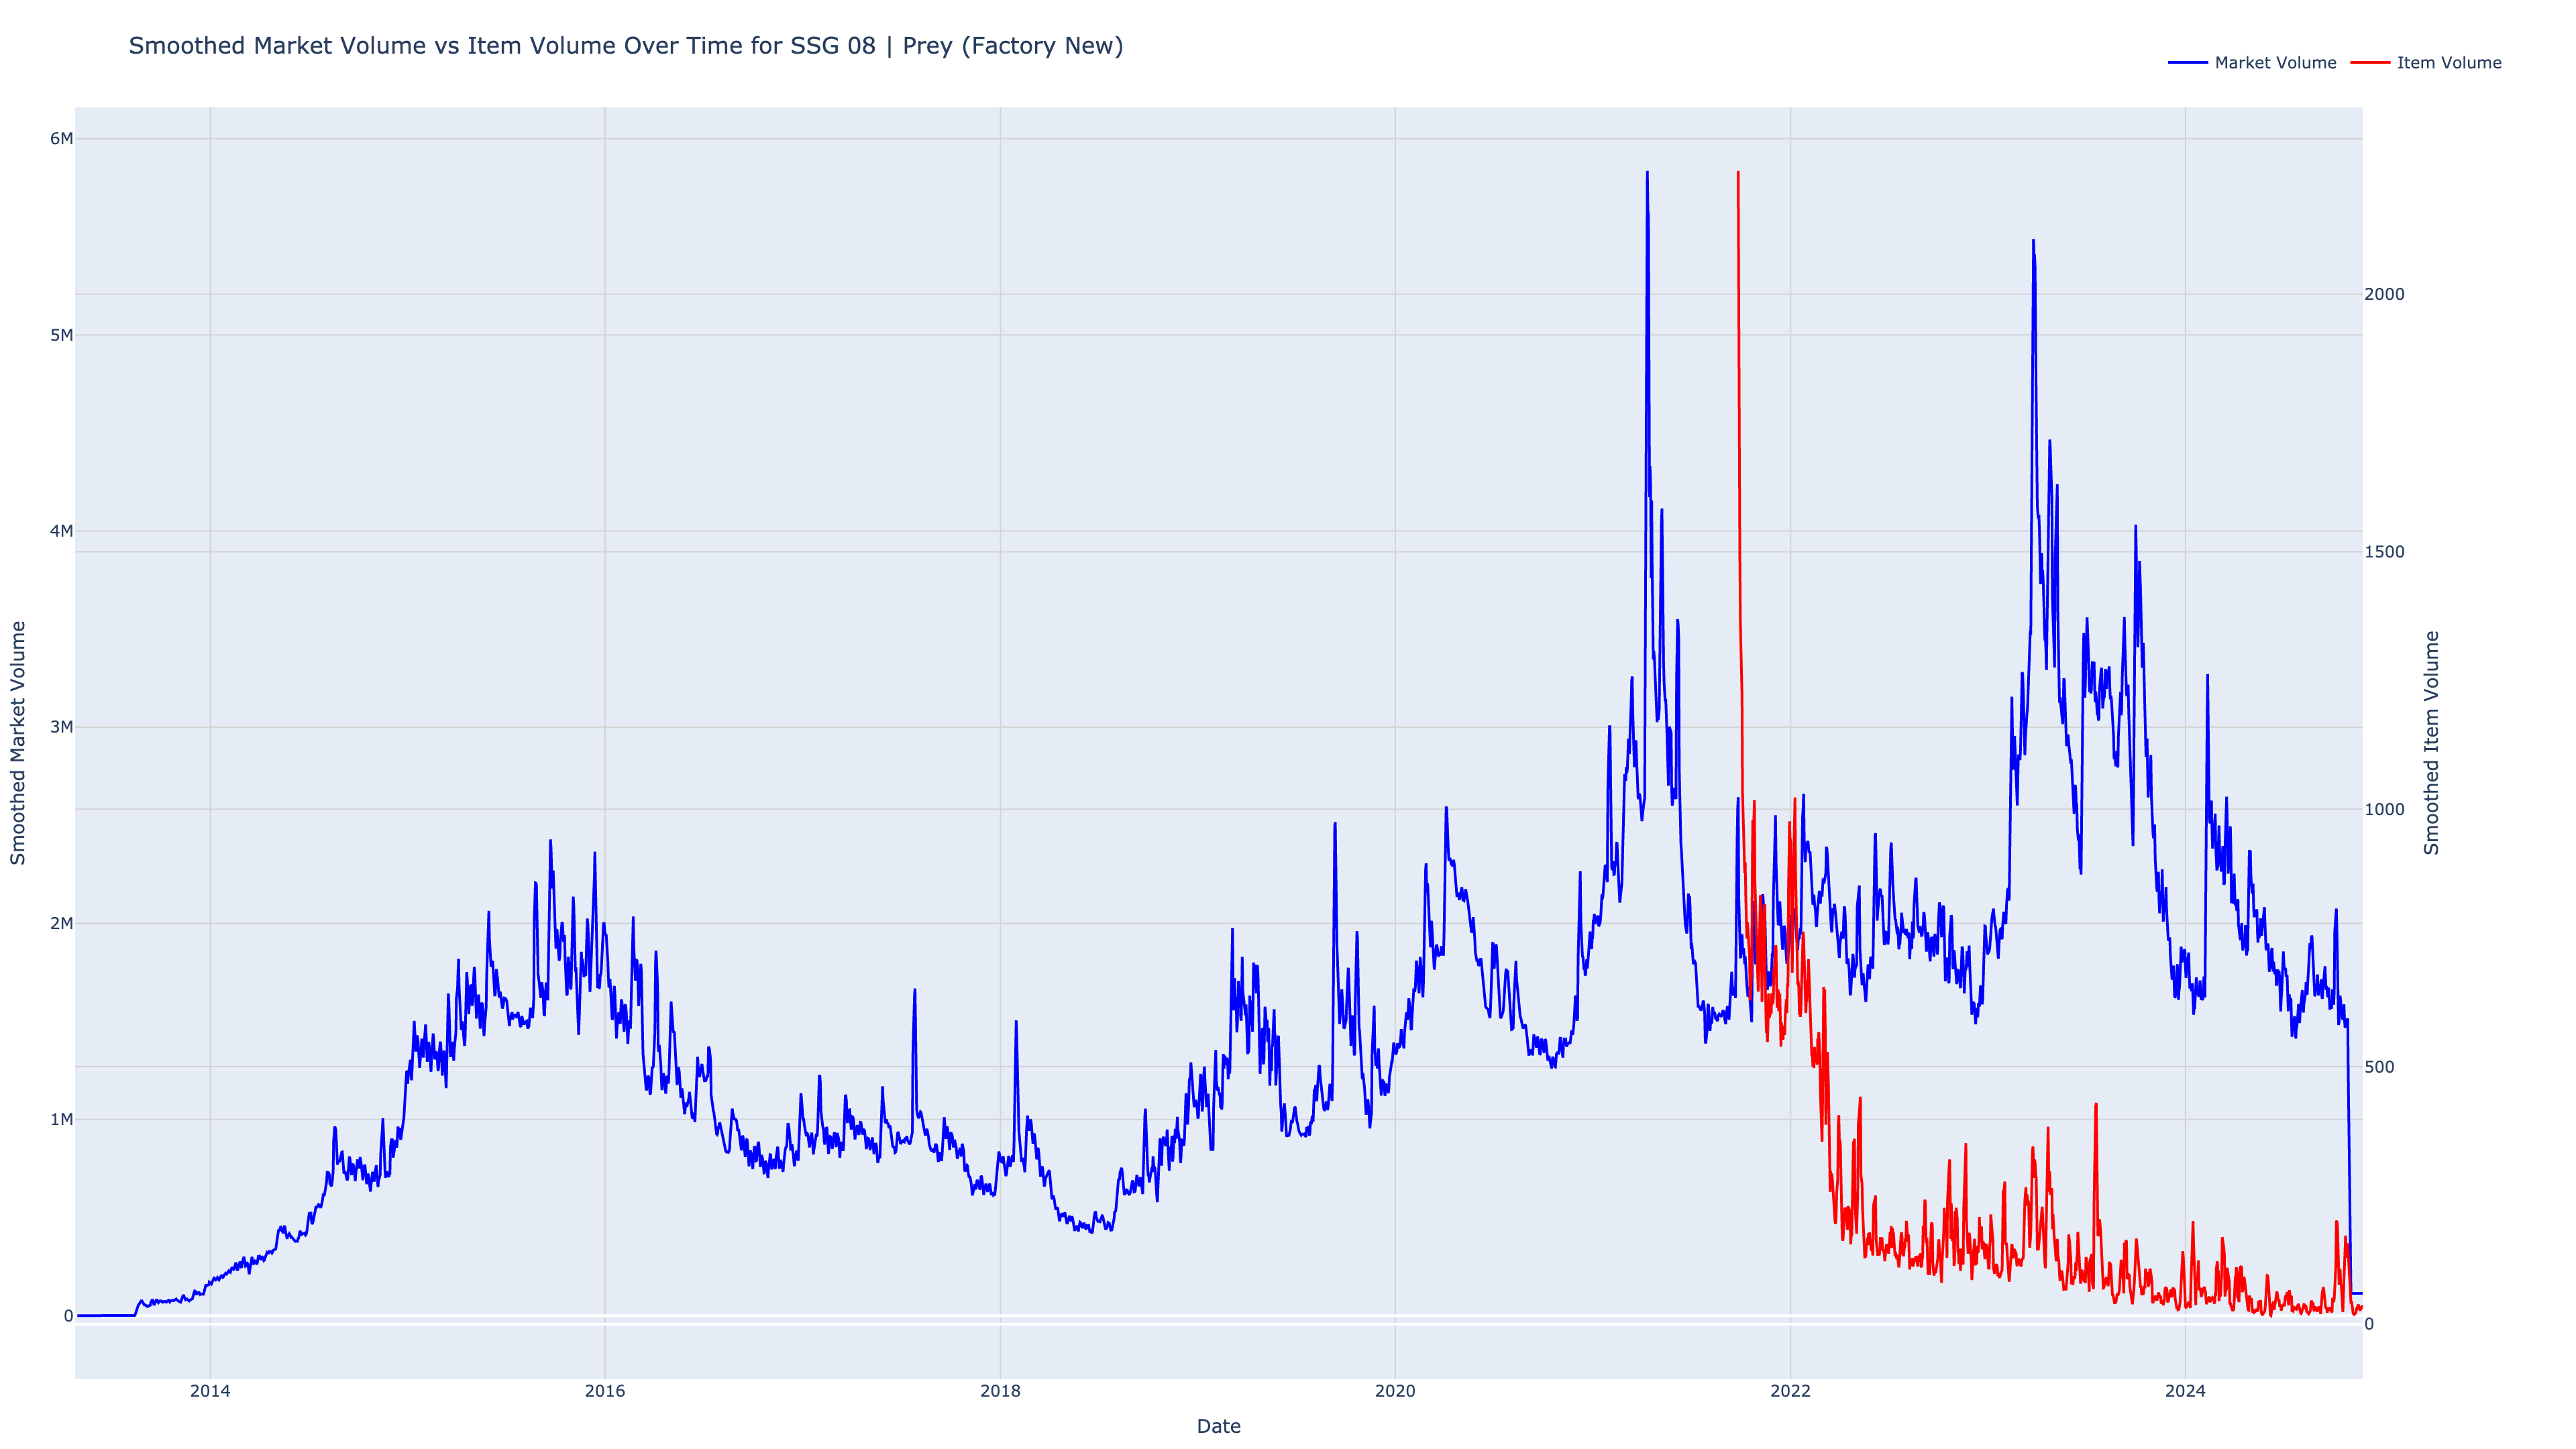 Smoothed Market Volume vs Item Volume Over Time for SSG 08 | Prey (Factory New)
Market Volume
Item Volume
6M
5M
4M
3M
2M
1M
0
Smoothed Market Volume
2000
1500
1000
500
0
Smoothed Item Volume
2014
2016
2018
2020
2022
2024
Date